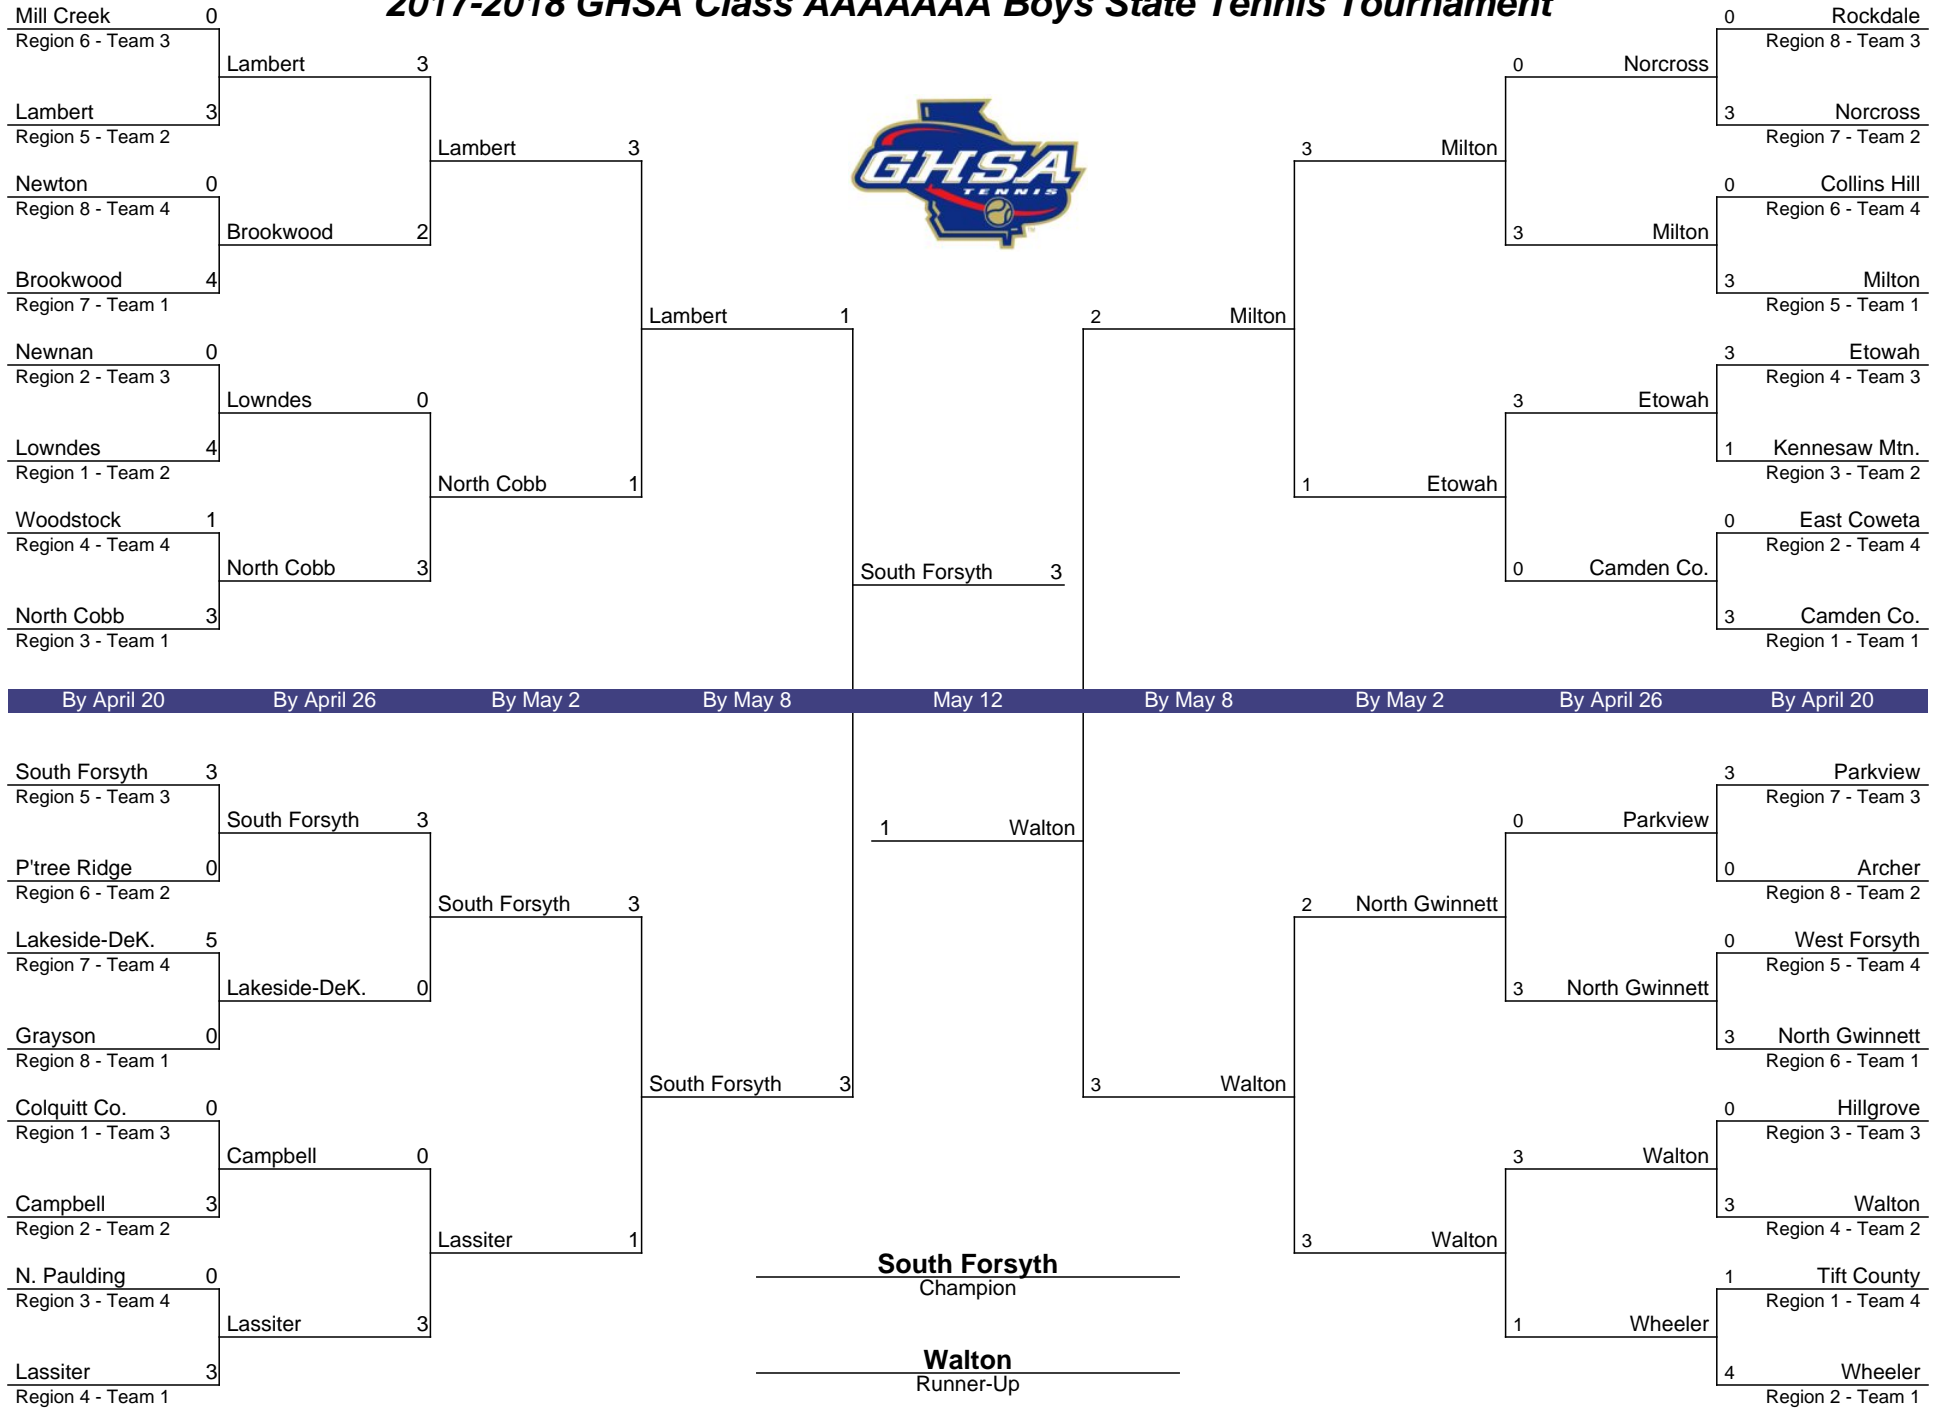 2017-2018 GHSA Class AAAAAAA Boys State Tennis Tournament
Mill Creek 0
Region 6 - Team 3
Lambert 3
Lambert 3
Region 5 - Team 2
Lambert 3
Newton 0
Region 8 - Team 4
Brookwood 2
Brookwood 4
Region 7 - Team 1
Lambert 1
Newnan 0
Region 2 - Team 3
Lowndes 0
Lowndes 4
Region 1 - Team 2
North Cobb 1
Woodstock 1
Region 4 - Team 4
North Cobb 3
North Cobb 3
Region 3 - Team 1
GHSA
TENNIS
South Forsyth 3
0 Rockdale
Region 8 - Team 3
0 Norcross
3 Norcross
Region 7 - Team 2
3 Milton
0 Collins Hill
Region 6 - Team 4
3 Milton
3 Milton
Region 5 - Team 1
2 Milton
3 Etowah
Region 4 - Team 3
3 Etowah
1 Kennesaw Mtn.
Region 3 - Team 2
1 Etowah
0 East Coweta
Region 2 - Team 4
0 Camden Co.
3 Camden Co.
Region 1 - Team 1
By April 20 By April 26 By May 2 By May 8 May 12 By May 8 By May 2 By April 26 By April 20
South Forsyth 3
Region 5 - Team 3
South Forsyth 3
P'tree Ridge 0
Region 6 - Team 2
South Forsyth 3
Lakeside-DeK. 5
Region 7 - Team 4
Lakeside-DeK. 0
Grayson 0
Region 8 - Team 1
South Forsyth 3
Colquitt Co. 0
Region 1 - Team 3
Campbell 0
Campbell 3
Region 2 - Team 2
Lassiter 1
N. Paulding 0
Region 3 - Team 4
Lassiter 3
Lassiter 3
Region 4 - Team 1
1 Walton
3 Parkview
Region 7 - Team 3
0 Parkview
0 Archer
Region 8 - Team 2
2 North Gwinnett
0 West Forsyth
Region 5 - Team 4
3 North Gwinnett
3 North Gwinnett
Region 6 - Team 1
3 Walton
0 Hillgrove
Region 3 - Team 3
3 Walton
3 Walton
Region 4 - Team 2
3 Walton
1 Tift County
Region 1 - Team 4
1 Wheeler
4 Wheeler
Region 2 - Team 1
South Forsyth
Champion
Walton
Runner-Up